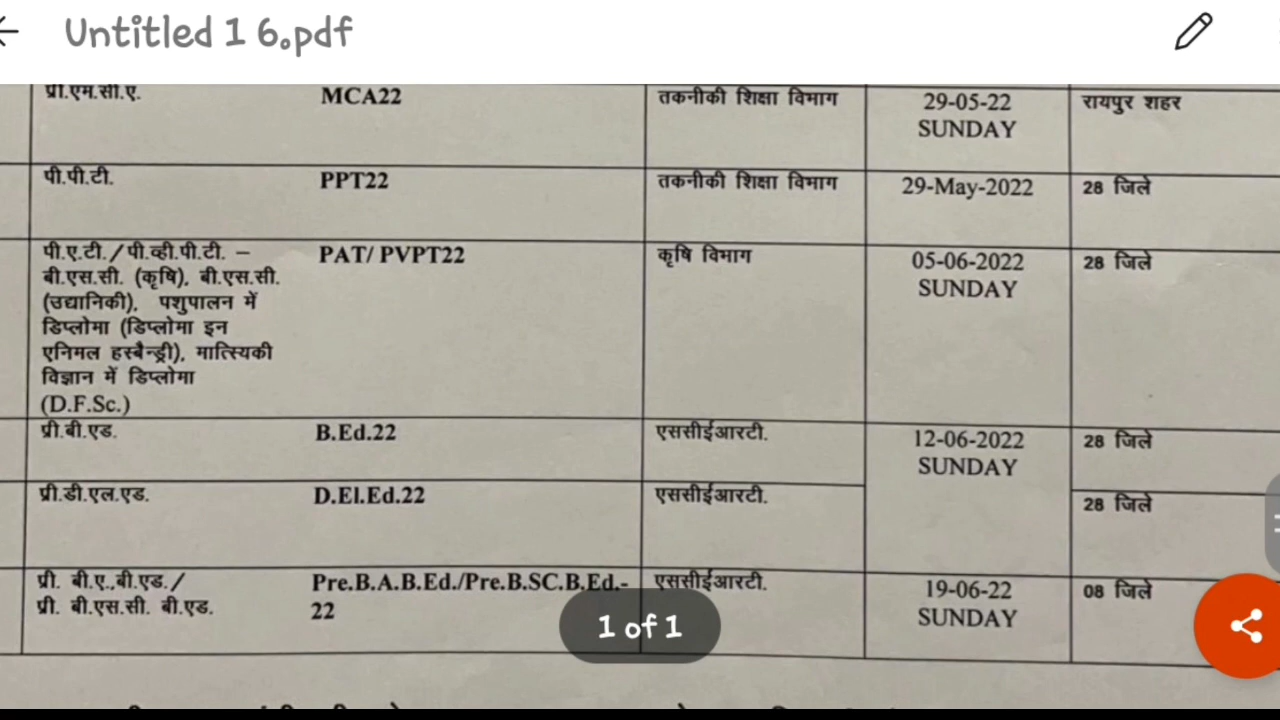 Untitled 1 6.pdf
प्री.एम.सी.ए. MCA22 तकनीकी शिक्षा विभाग 29-05-22 रायपुर शहर
SUNDAY
पी.पी.टी. PPT22 तकनीकी शिक्षा विभाग 29-May-2022 28 जिले
पी.ए.टी./पी.व्ही.पी.टी. – PAT/ PVPT22 कृषि विभाग 05-06-2022 28 जिले
बी.एस.सी. (कृषि), बी.एस.सी. SUNDAY
(उद्यानिकी), पशुपालन में
डिप्लोमा (डिप्लोमा इन
एनिमल हस्बैन्ड्री), मात्स्यिकी
विज्ञान में डिप्लोमा
(D.F.Sc.)
प्री.बी.एड. B.Ed.22 एससीईआरटी. 12-06-2022 28 जिले
SUNDAY
प्री.डी.एल.एड. D.El.Ed.22 एससीईआरटी. 28 जिले
प्री. बी.ए.,बी.एड./ Pre.B.A.B.Ed./Pre.B.SC.B.Ed.- एससीईआरटी. 19-06-22 08 जिले
प्री. बी.एस.सी. बी.एड. 22 SUNDAY
1 of 1